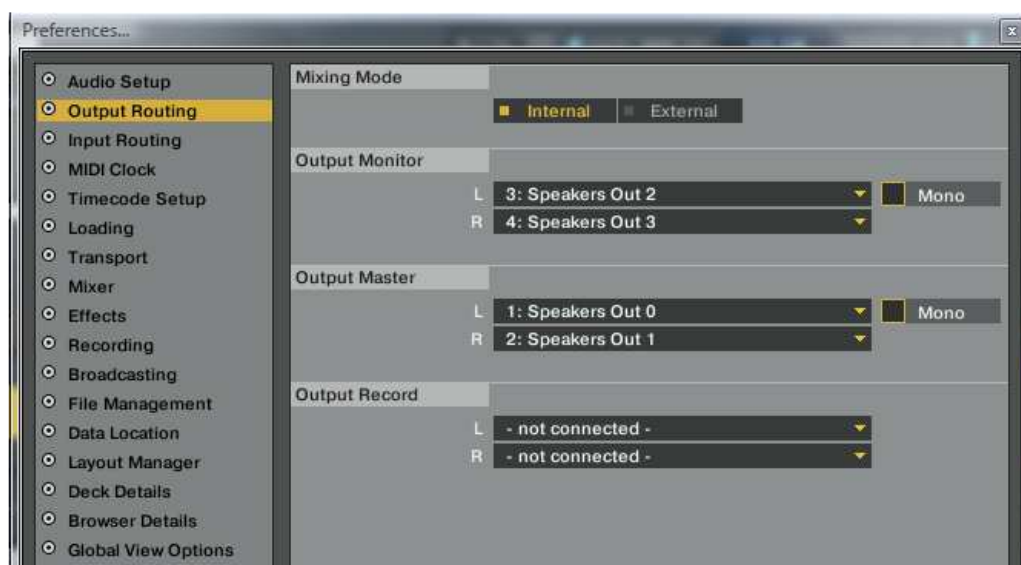 Preferences...
Audio Setup
Output Routing
Input Routing
MIDI Clock
Timecode Setup
Loading
Transport
Mixer
Effects
Recording
Broadcasting
File Management
Data Location
Layout Manager
Deck Details
Browser Details
Global View Options
Mixing Mode
Internal External
Output Monitor
L 3: Speakers Out 2 Mono
R 4: Speakers Out 3
Output Master
L 1: Speakers Out 0 Mono
R 2: Speakers Out 1
Output Record
L - not connected -
R - not connected -